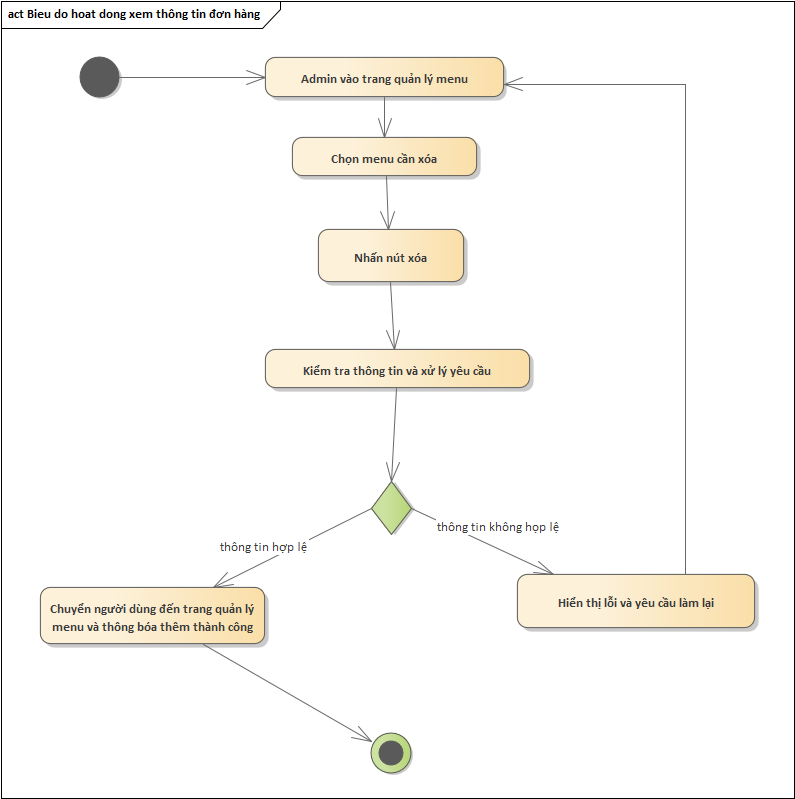 act Bieu do hoat dong xem thông tin đơn hàng
Admin vào trang quản lý menu
Chọn menu cần xóa
Nhấn nút xóa
Kiểm tra thông tin và xử lý yêu cầu
thông tin không họp lệ
thông tin hợp lệ
Chuyển người dùng đến trang quản lý
menu và thông bóa thêm thành công
Hiển thị lỗi và yêu cầu làm lại